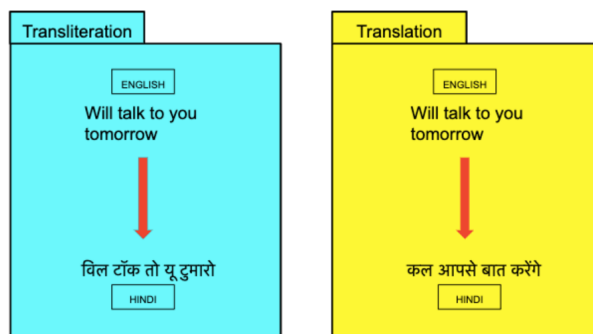 Transliteration
ENGLISH
Will talk to you
tomorrow
विल टॉक तो यू टुमारो
HINDI
Translation
ENGLISH
Will talk to you
tomorrow
कल आपसे बात करेंगे
HINDI